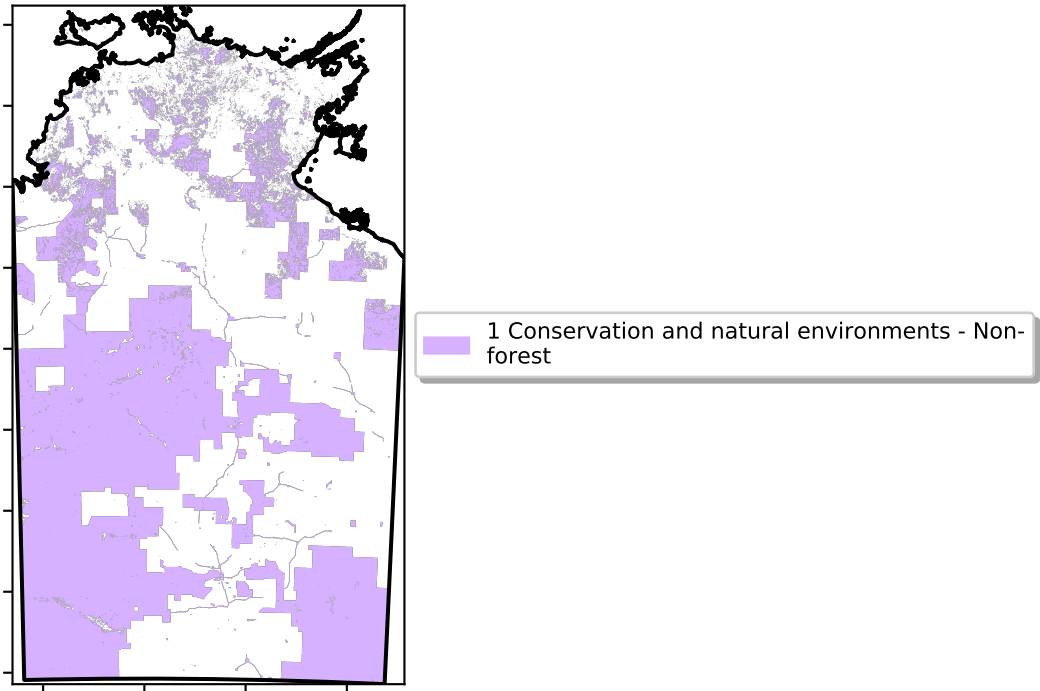 1 Conservation and natural environments - Non-
forest